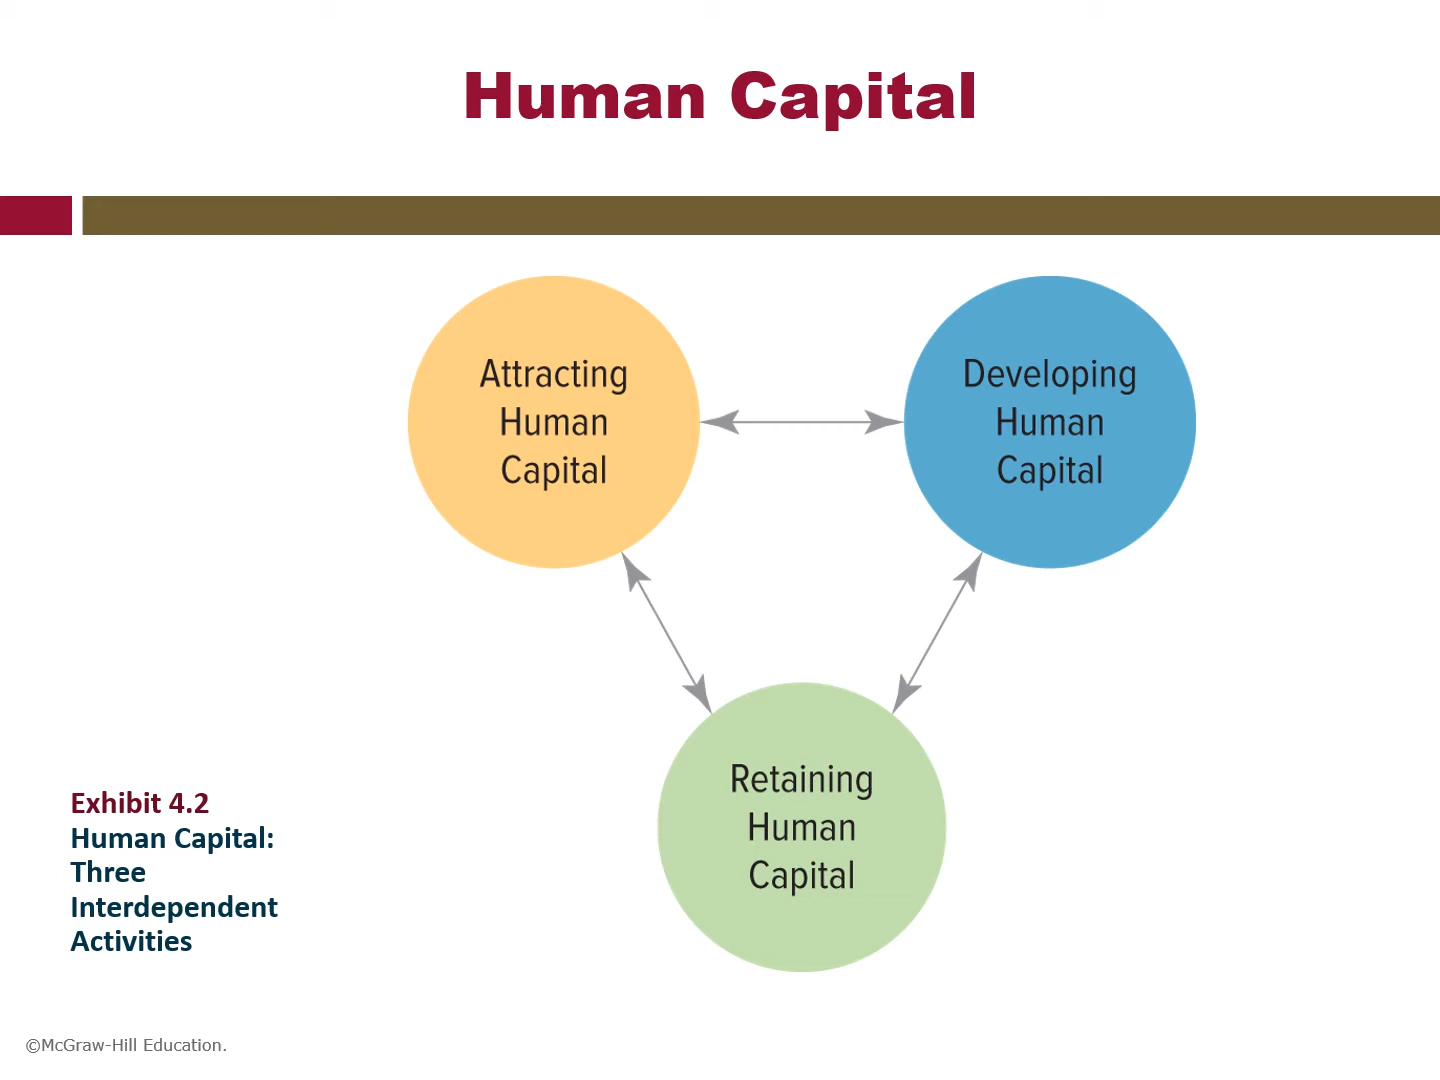 Human Capital
Attracting
Human
Capital
Developing
Human
Capital
Retaining
Human
Capital
Exhibit 4.2
Human Capital:
Three
Interdependent
Activities
©McGraw-Hill Education.